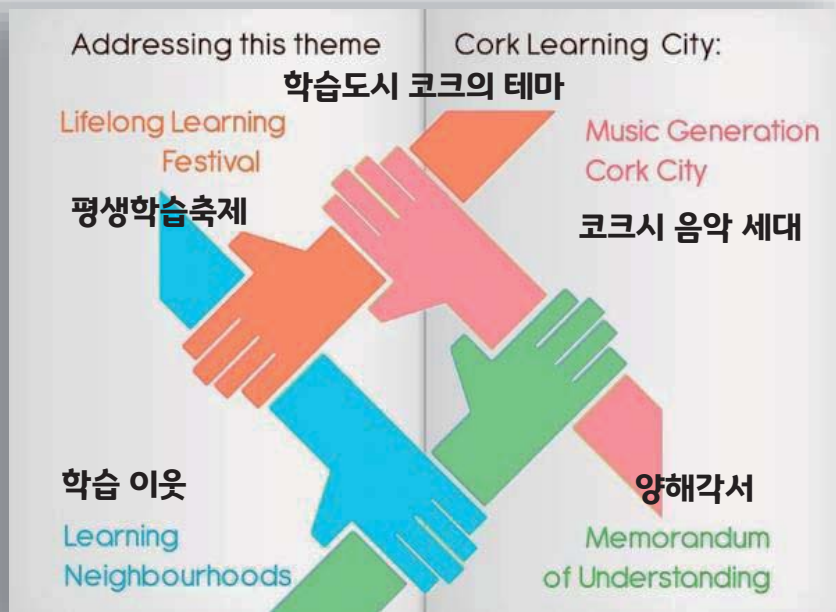 Addressing this theme Cork Learning City:
학습도시 코크의 테마
Lifelong Learning
Festival
평생학습축제
Music Generation
Cork City
코크시 음악 세대
학습 이웃
Learning
Neighbourhoods
양해각서
Memorandum
of Understanding